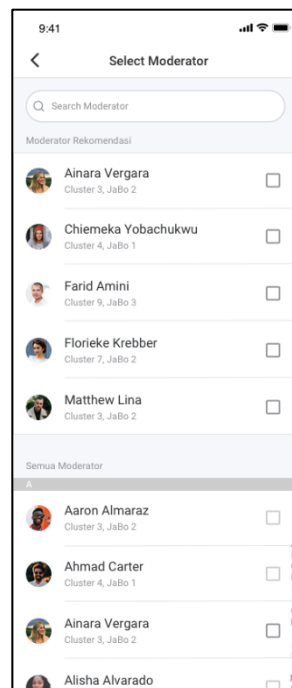 9:41
Select Moderator
Search Moderator
Moderator Rekomendasi
Ainara Vergara
Cluster 3, JaBo 2
Chiemeka Yobachukwu
Cluster 4, JaBo 1
Farid Amini
Cluster 9, JaBo 3
Florieke Krebber
Cluster 7, JaBo 2
Matthew Lina
Cluster 3, JaBo 2
Semua Moderator
A
Aaron Almaraz
Cluster 3, JaBo 2
Ahmad Carter
Cluster 4, JaBo 1
Ainara Vergara
Cluster 3, JaBo 2
Alisha Alvarado